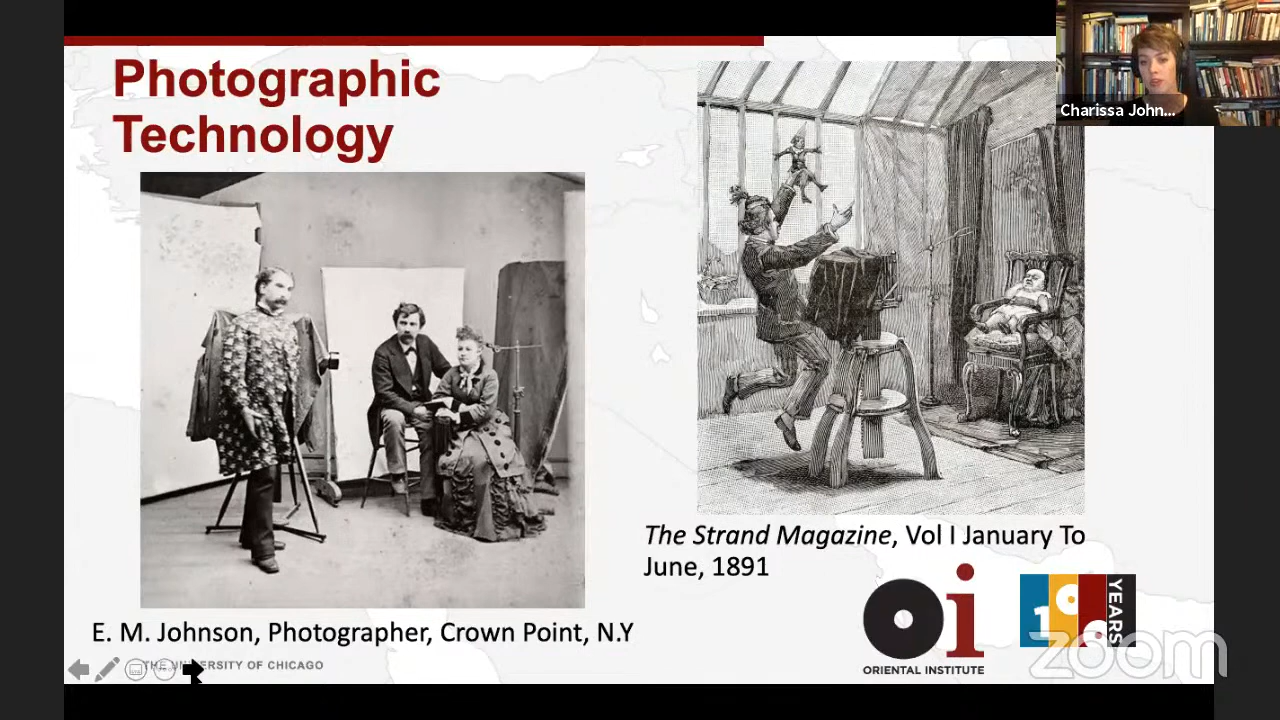 Photographic
Technology
Charissa John...
The Strand Magazine, Vol I January To
June, 1891
E. M. Johnson, Photographer, Crown Point, N.Y
THE UNIVERSITY OF CHICAGO
oi
ORIENTAL INSTITUTE
100
YEARS
zoom